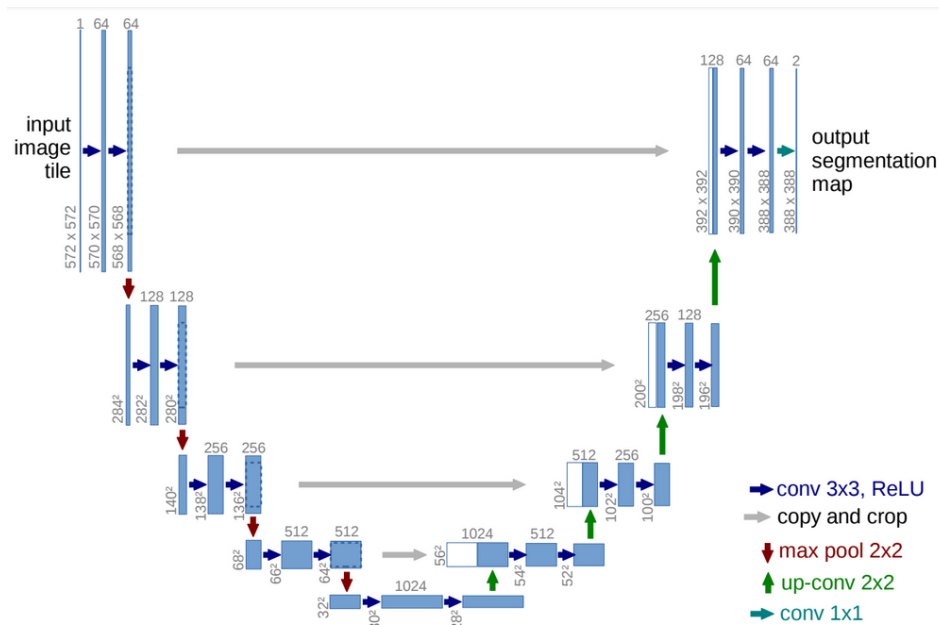 1 64 64
128 64 64 2
input
image
tile
output
segmentation
map
572 x 572
570 x 570
568 x 568
392 x 392
390 x 390
388 x 388
388 x 388
128 128
256 128
284²
282²
280²
200²
198²
196²
256 256
512 256
140²
138²
136²
104²
102²
100²
512 512
1024 512
68²
66²
64²
56²
54²
52²
1024
32²
conv 3x3, ReLU
copy and crop
max pool 2x2
up-conv 2x2
conv 1x1